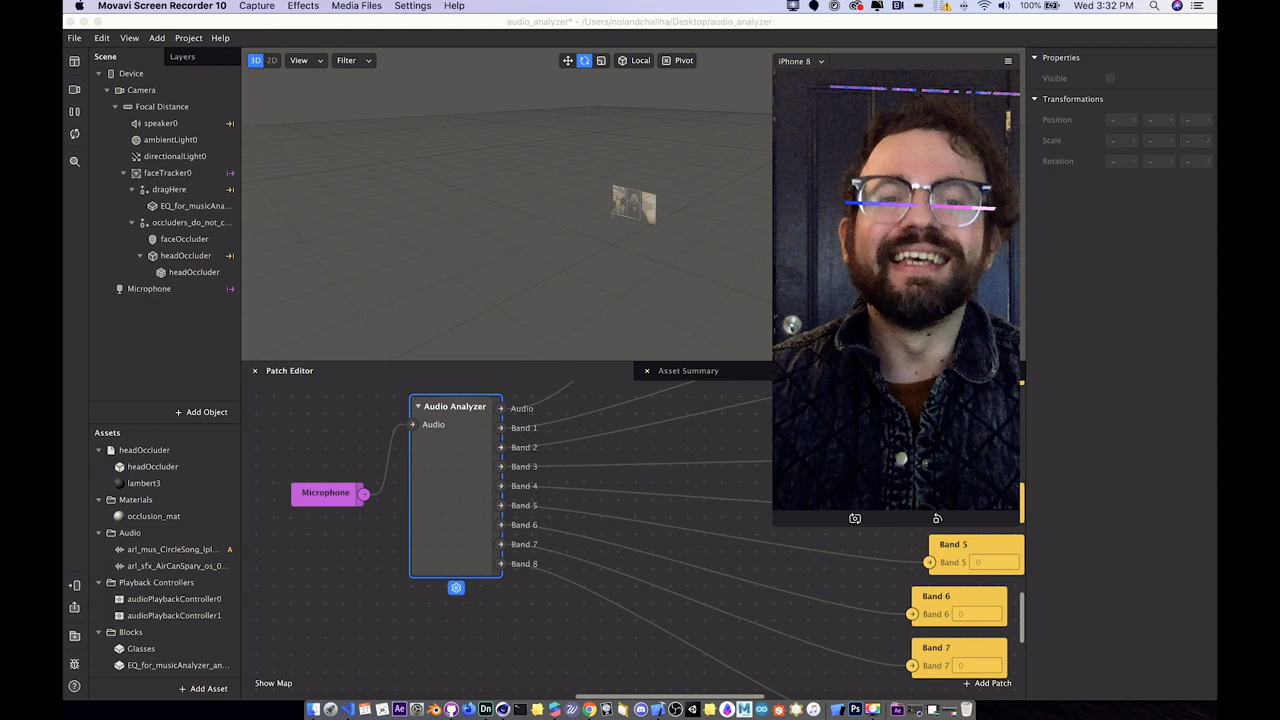 Movavi Screen Recorder 10 Capture Effects Media Files Settings Help 100% Wed 3:32 PM
audio_analyzer* - /Users/nolandchaliha/Desktop/audio_analyzer
File Edit View Add Project Help
Scene Layers
3D 2D View Filter Local Pivot
iPhone 8
Properties
Visible
Transformations
Position - - -
Scale - - -
Rotation - - -
Device
Camera
Focal Distance
speaker0
ambientLight0
directionalLight0
faceTracker0
dragHere
EQ_for_musicAna...
occluders_do_not_c...
faceOccluder
headOccluder
headOccluder
Microphone
+ Add Object
Assets
headOccluder
headOccluder
lambert3
Materials
occlusion_mat
Audio
arl_mus_CircleSong_lpl... A
arl_sfx_AirCanSpary_os_0...
Playback Controllers
audioPlaybackController0
audioPlaybackController1
Blocks
Glasses
EQ_for_musicAnalyzer_an...
+ Add Asset
Patch Editor
Asset Summary
Microphone
Audio Analyzer
Audio
Audio
Band 1
Band 2
Band 3
Band 4
Band 5
Band 6
Band 7
Band 8
Band 5
Band 5 0
Band 6
Band 6 0
Band 7
Band 7 0
Show Map
+ Add Patch